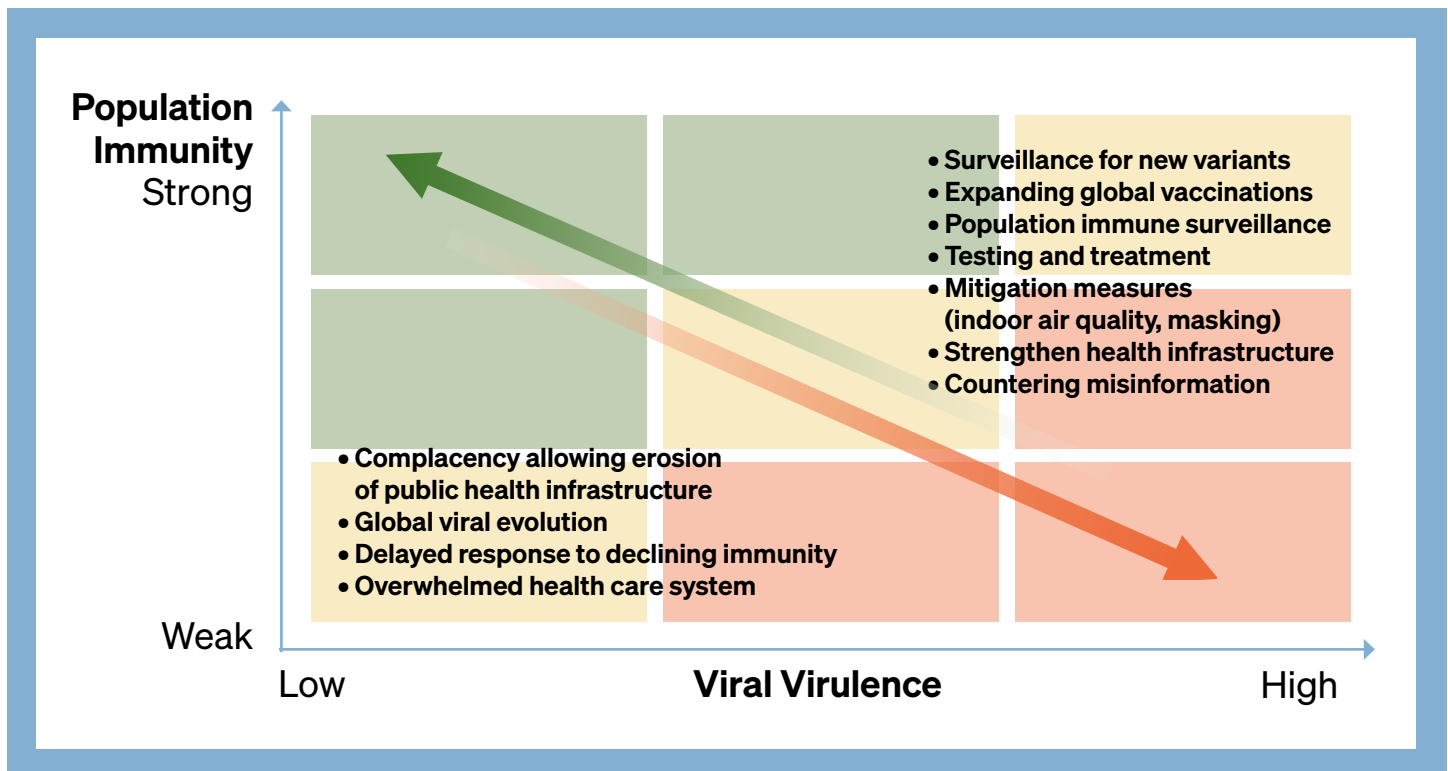 Population
Immunity
Strong
• Surveillance for new variants
• Expanding global vaccinations
• Population immune surveillance
• Testing and treatment
• Mitigation measures
(indoor air quality, masking)
• Strengthen health infrastructure
• Countering misinformation
• Complacency allowing erosion
of public health infrastructure
• Global viral evolution
• Delayed response to declining immunity
• Overwhelmed health care system
Weak
Low
Viral Virulence
High